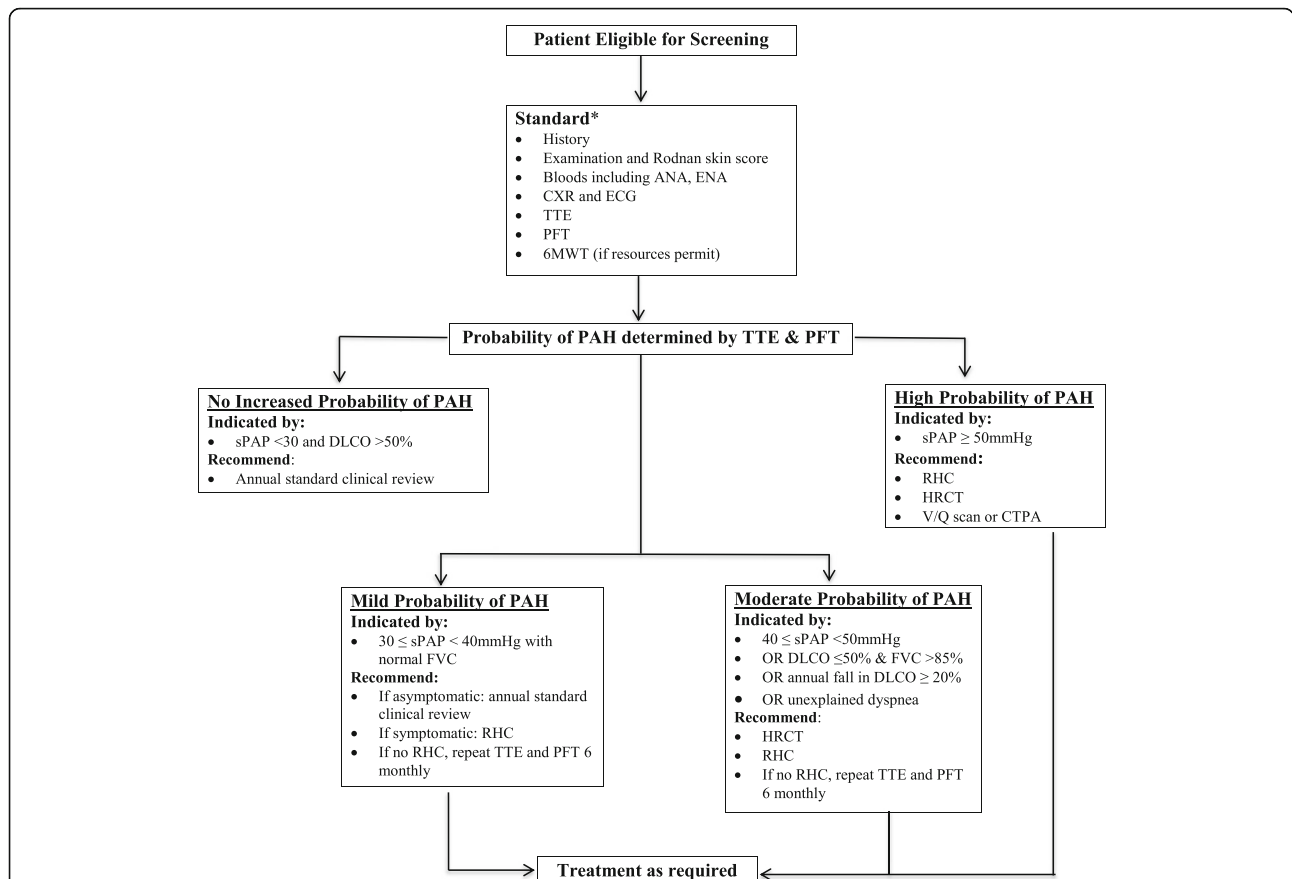 Patient Eligible for Screening
Standard*
• History
• Examination and Rodnan skin score
• Bloods including ANA, ENA
• CXR and ECG
• TTE
• PFT
• 6MWT (if resources permit)
Probability of PAH determined by TTE & PFT
No Increased Probability of PAH
Indicated by:
• sPAP <30 and DLCO >50%
Recommend:
• Annual standard clinical review
High Probability of PAH
Indicated by:
• sPAP ≥ 50mmHg
Recommend:
• RHC
• HRCT
• V/Q scan or CTPA
Mild Probability of PAH
Indicated by:
• 30 ≤ sPAP < 40mmHg with
normal FVC
Recommend:
• If asymptomatic: annual standard
clinical review
• If symptomatic: RHC
• If no RHC, repeat TTE and PFT 6
monthly
Moderate Probability of PAH
Indicated by:
• 40 ≤ sPAP <50mmHg
• OR DLCO ≤50% & FVC >85%
• OR annual fall in DLCO ≥ 20%
• OR unexplained dyspnea
Recommend:
• HRCT
• RHC
• If no RHC, repeat TTE and PFT
6 monthly
Treatment as required